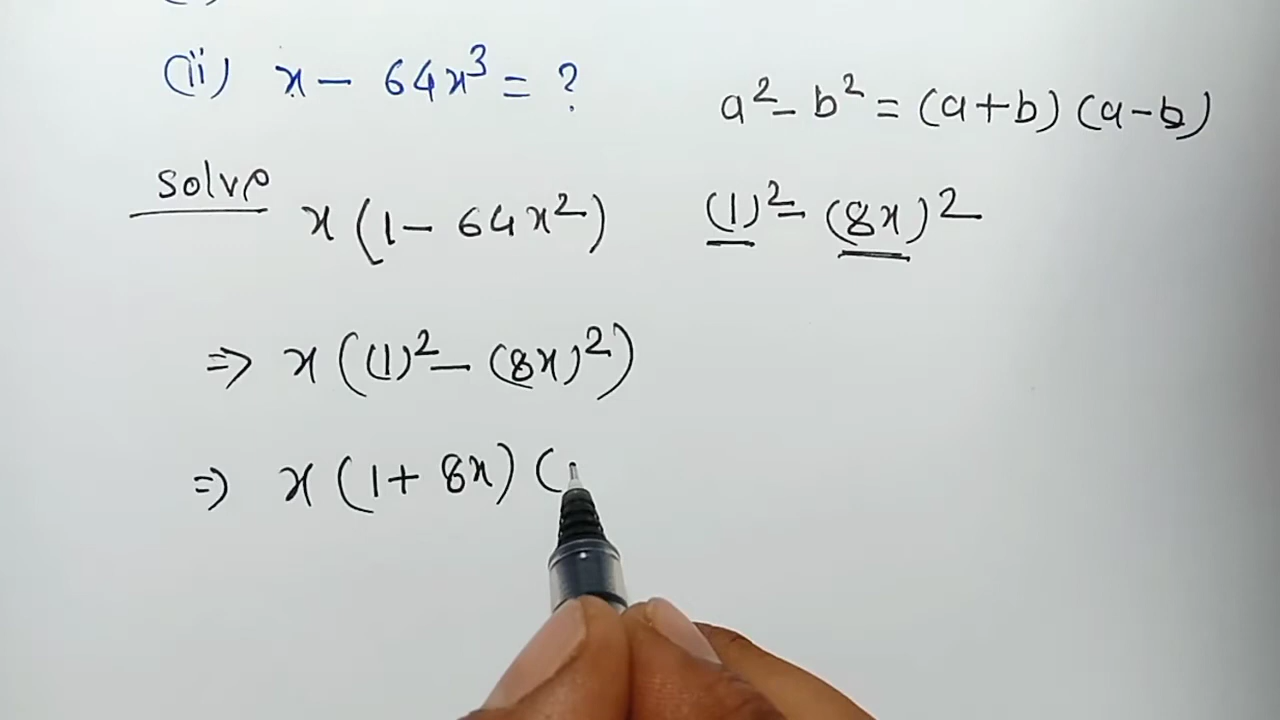 (ii) x - 64x³ = ?
a² - b² = (a+b) (a-b)
Solve
x (1 - 64x²)
(1)² - (8x)²
=> x ((1)² - (8x)²)
=> x (1 + 8x) (